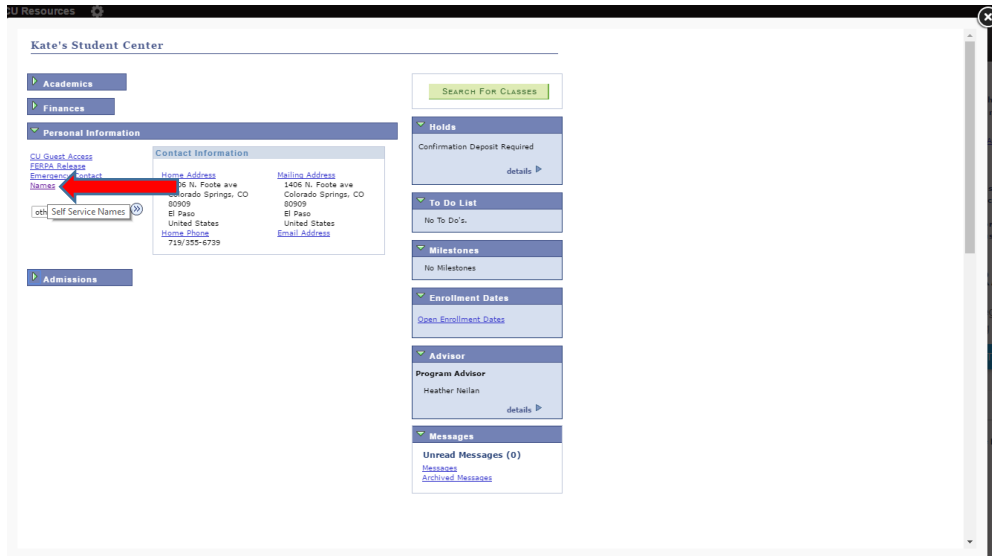 CU Resources
Kate's Student Center
Academics
Finances
Personal Information
CU Guest Access
FERPA Release
Emergency Contact
Names
oth
Self Service Names
Contact Information
Home Address
06 N. Foote ave
Colorado Springs, CO
80909
El Paso
United States
Home Phone
719/355-6739
Mailing Address
1406 N. Foote ave
Colorado Springs, CO
80909
El Paso
United States
Email Address
Admissions
SEARCH FOR CLASSES
Holds
Confirmation Deposit Required
details
To Do List
No To Do's.
Milestones
No Milestones
Enrollment Dates
Open Enrollment Dates
Advisor
Program Advisor
Heather Neilan
details
Messages
Unread Messages (0)
Messages
Archived Messages